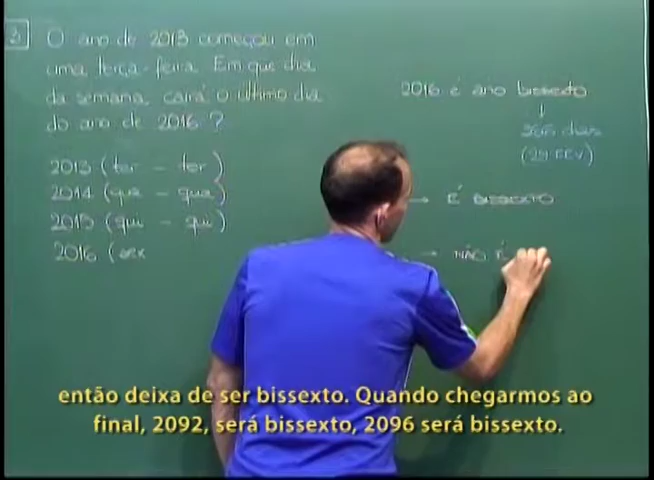 3
O ano de 2013 começou em
uma terça-feira. Em que dia
da semana cairá o último dia
do ano de 2016?
2013 (ter - ter)
2014 (qua - qua)
2015 (qui - qui)
2016 (sex
2016 é ano bissexto
366 dias
(29 FEV)
É BISSEXTO
NÃO É
então deixa de ser bissexto. Quando chegarmos ao
final, 2092, será bissexto, 2096 será bissexto.